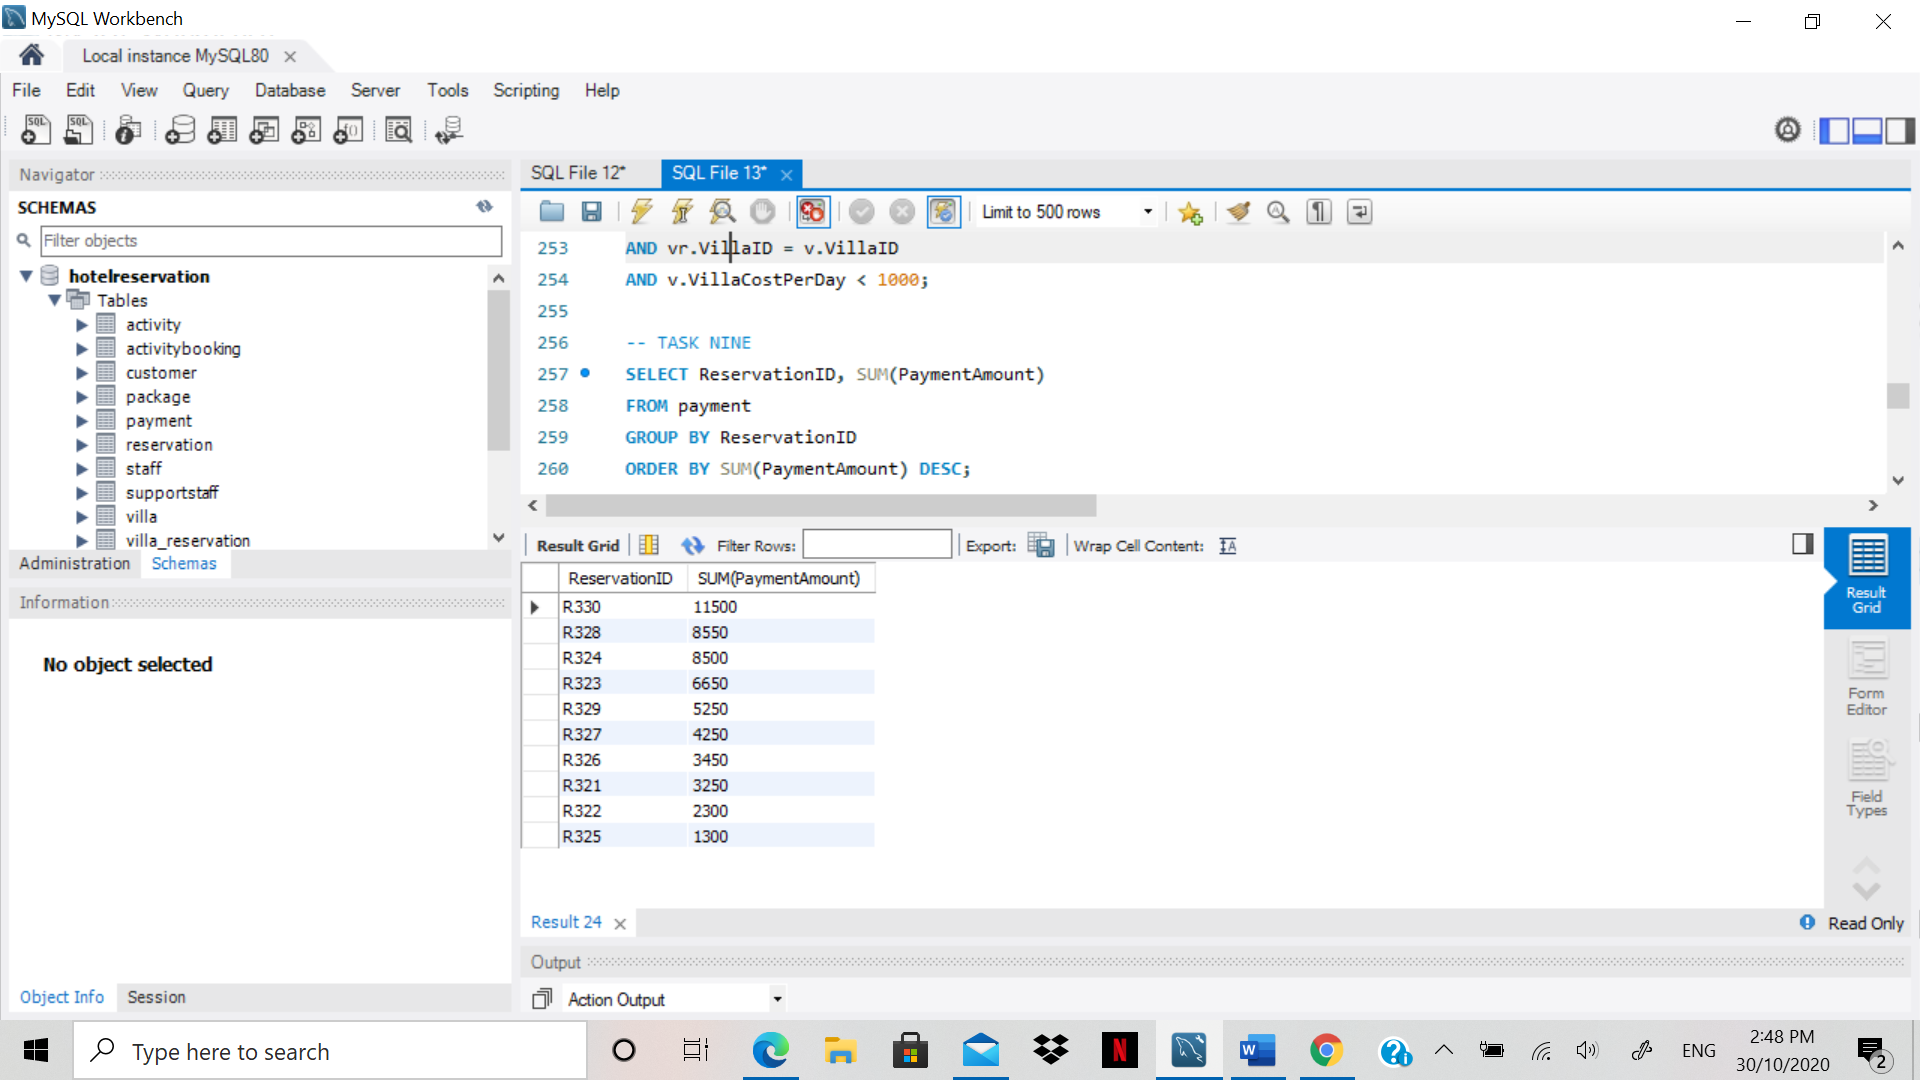 MySQL Workbench
Local instance MySQL80
File Edit View Query Database Server Tools Scripting Help
Navigator
SCHEMAS
Filter objects
hotelreservation
Tables
activity
activitybooking
customer
package
payment
reservation
staff
supportstaff
villa
villa_reservation
Administration Schemas
Information
No object selected
Object Info Session
SQL File 12* SQL File 13*
Limit to 500 rows
253 AND vr.VillaID = v.VillaID
254 AND v.VillaCostPerDay < 1000;
255
256 -- TASK NINE
257 SELECT ReservationID, SUM(PaymentAmount)
258 FROM payment
259 GROUP BY ReservationID
260 ORDER BY SUM(PaymentAmount) DESC;
Result Grid Filter Rows: Export: Wrap Cell Content: IA
ReservationID SUM(PaymentAmount)
R330 11500
R328 8550
R324 8500
R323 6650
R329 5250
R327 4250
R326 3450
R321 3250
R322 2300
R325 1300
Result
Grid
Form
Editor
Field
Types
Result 24
Read Only
Output
Action Output
Type here to search
ENG
2:48 PM
30/10/2020
2